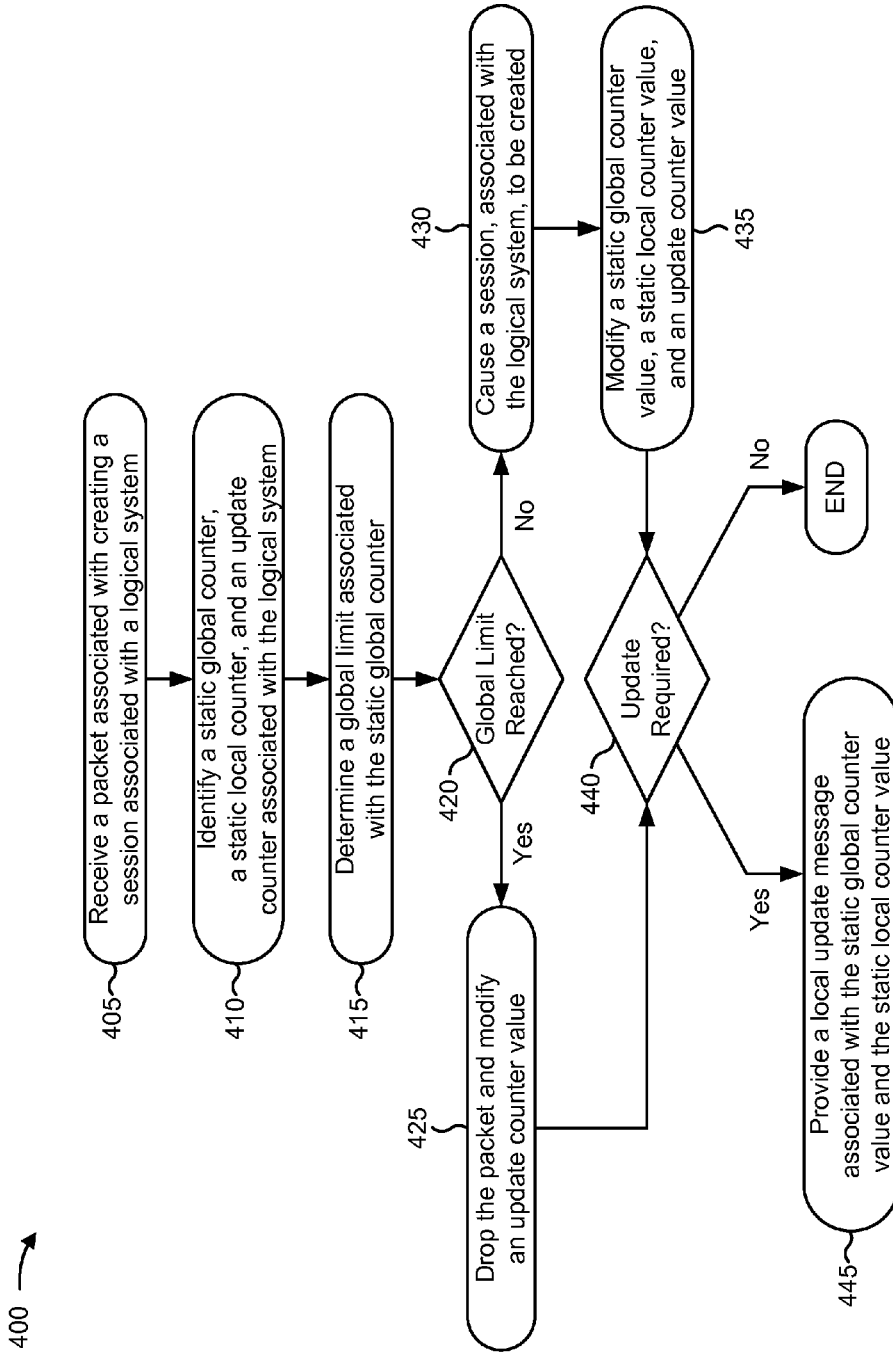 400
405
Receive a packet associated with creating a
session associated with a logical system
410
Identify a static global counter,
a static local counter, and an update
counter associated with the logical system
415
Determine a global limit associated
with the static global counter
420
Global Limit
Reached?
Yes
No
425
Drop the packet and modify
an update counter value
430
Cause a session, associated with
the logical system, to be created
435
Modify a static global counter
value, a static local counter value,
and an update counter value
440
Update
Required?
Yes
No
445
Provide a local update message
associated with the static global counter
value and the static local counter value
END